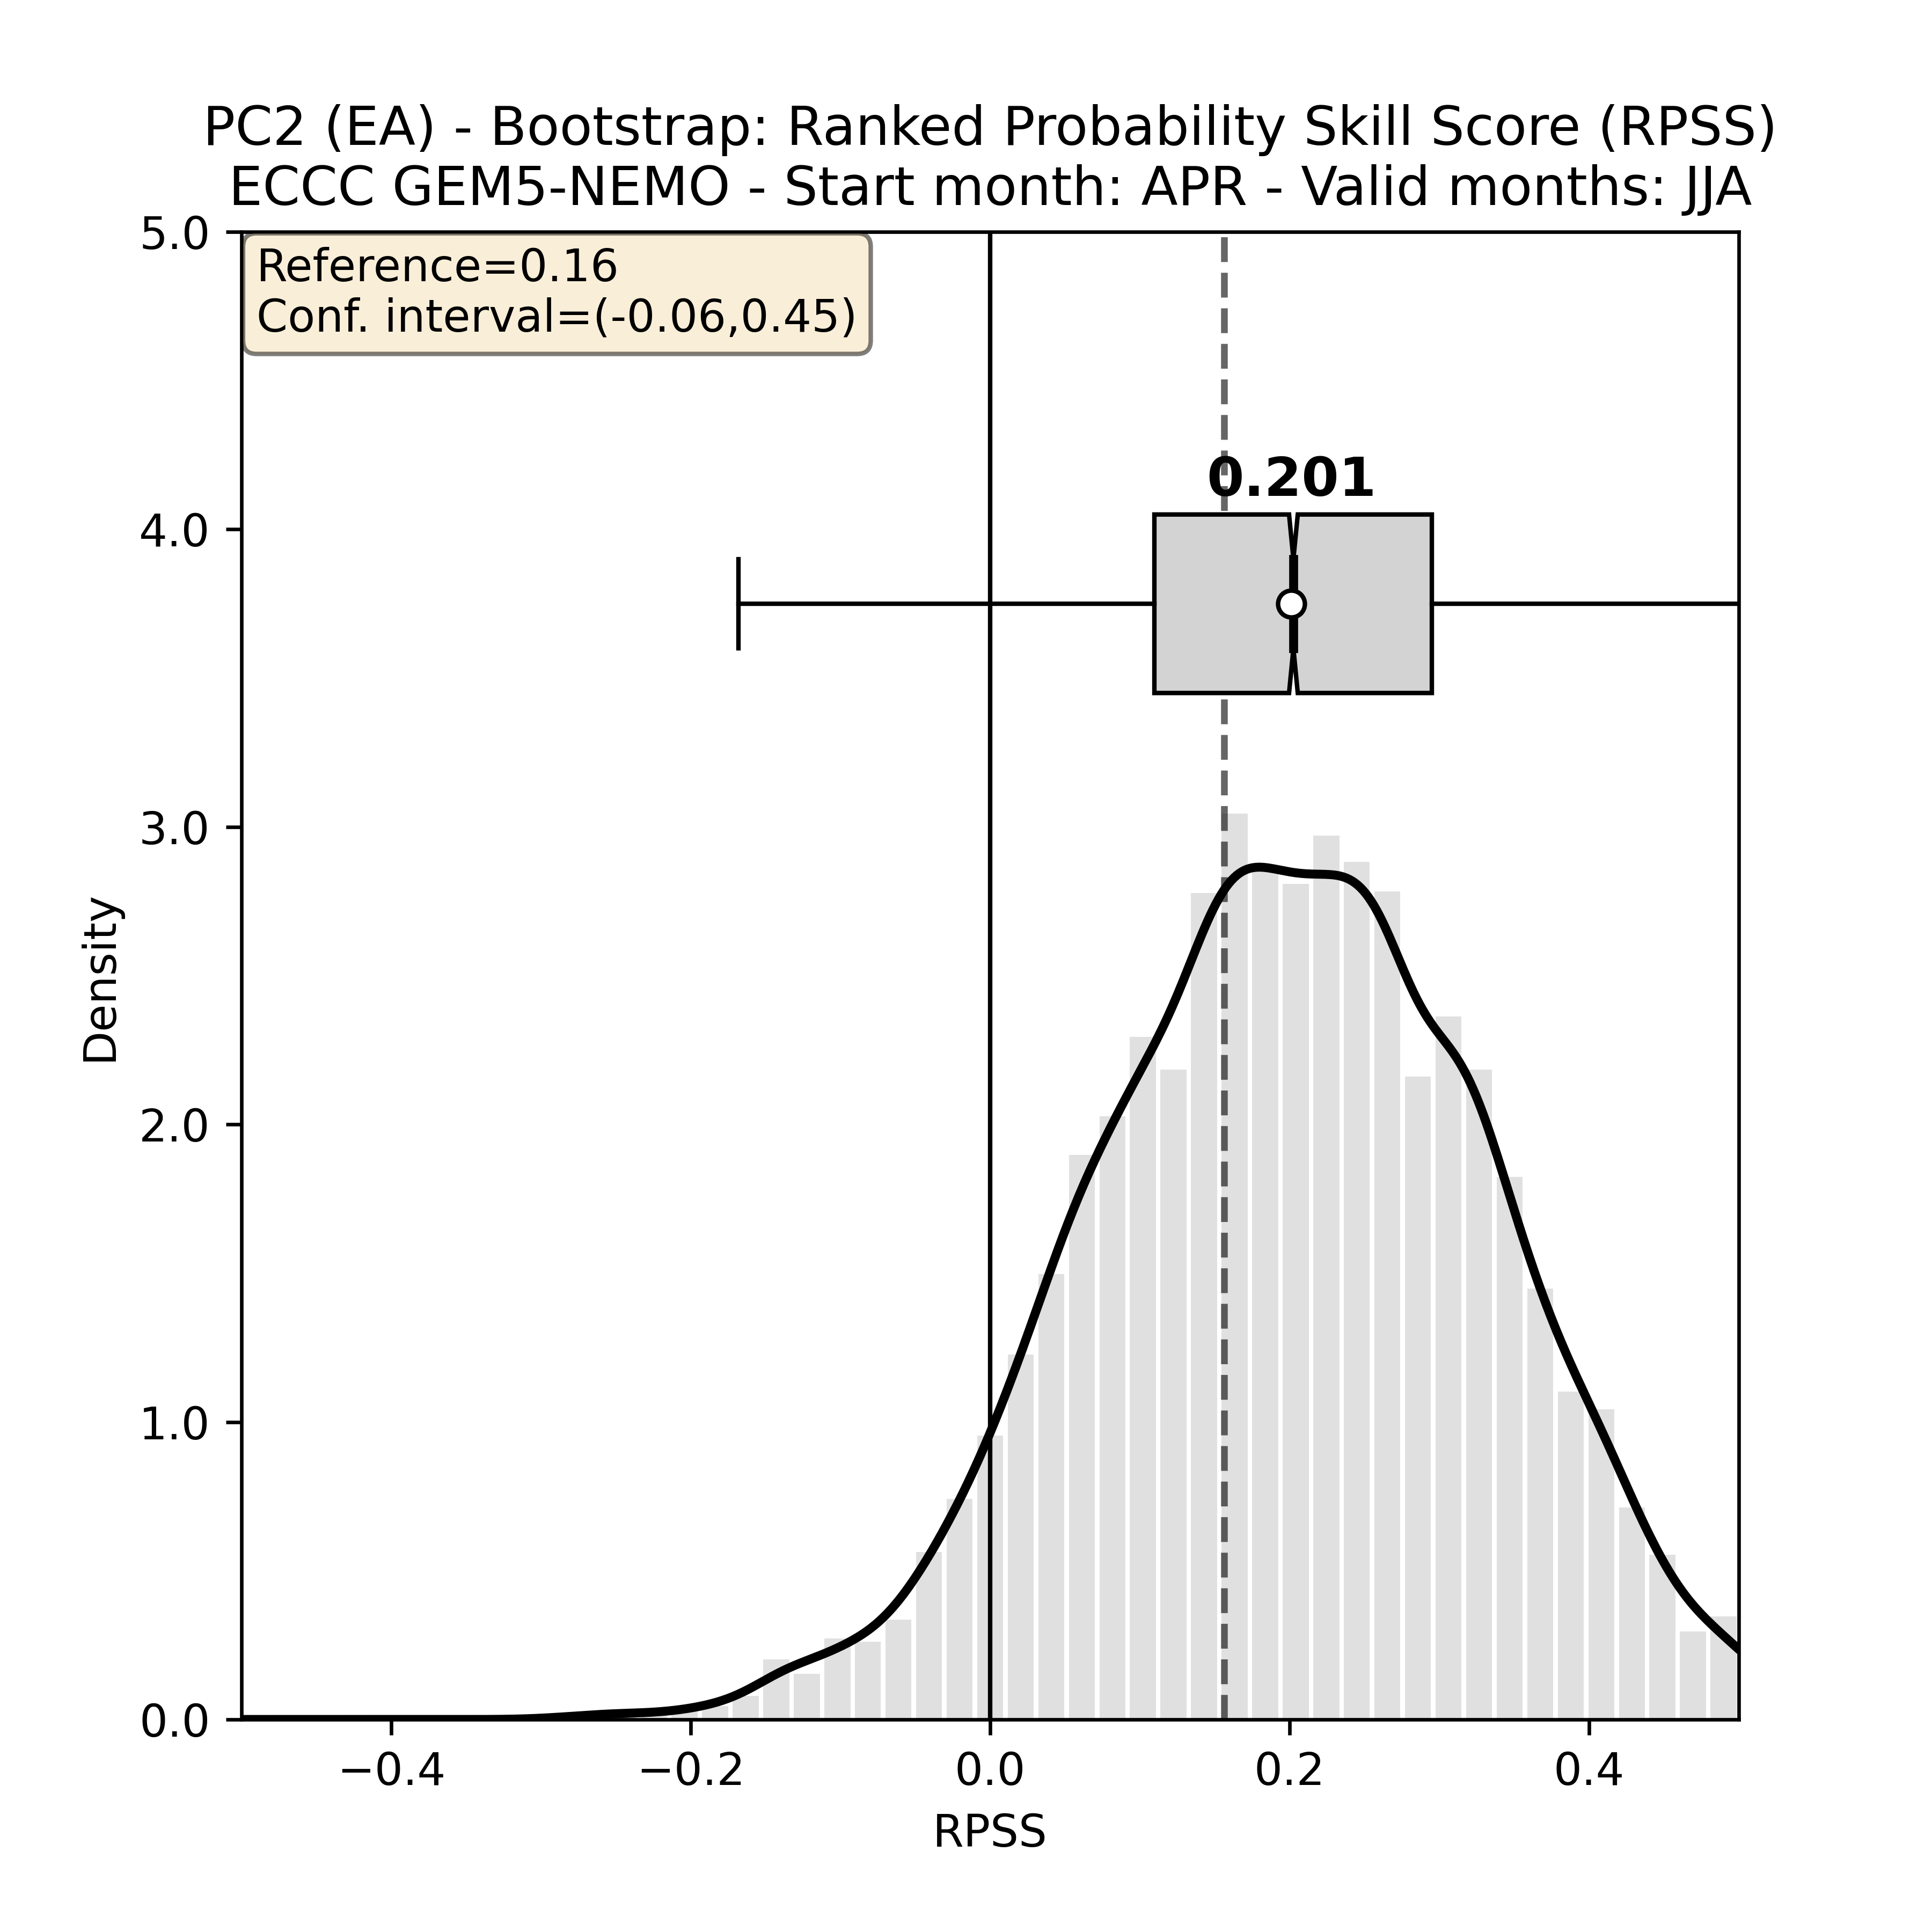 PC2 (EA) - Bootstrap: Ranked Probability Skill Score (RPSS)
ECCC GEM5-NEMO - Start month: APR - Valid months: JJA
5.0
Reference=0.16
Conf. interval=(-0.06,0.45)
0.201
4.0
3.0
Density
2.0
1.0
0.0
−0.4
−0.2
0.0
0.2
0.4
RPSS